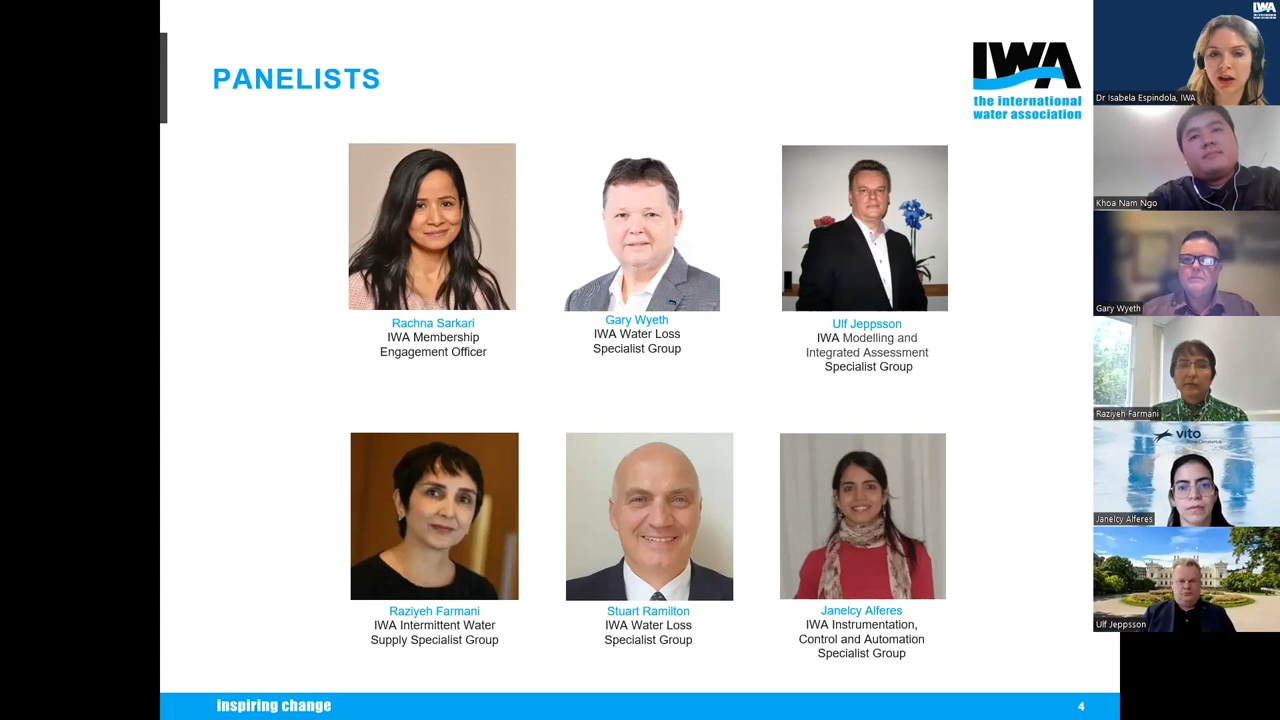 PANELISTS
IWA
the international
water association
Rachna Sarkari
IWA Membership
Engagement Officer
Gary Wyeth
IWA Water Loss
Specialist Group
Ulf Jeppsson
IWA Modelling and
Integrated Assessment
Specialist Group
Raziyeh Farmani
IWA Intermittent Water
Supply Specialist Group
Stuart Ramilton
IWA Water Loss
Specialist Group
Janelcy Alferes
IWA Instrumentation,
Control and Automation
Specialist Group
inspiring change
4
IWA
Dr Isabela Espindola, IWA
Khoa Nam Ngo
Gary Wyeth
Raziyeh Farmani
vito
Janelcy Alferes
Ulf Jeppsson